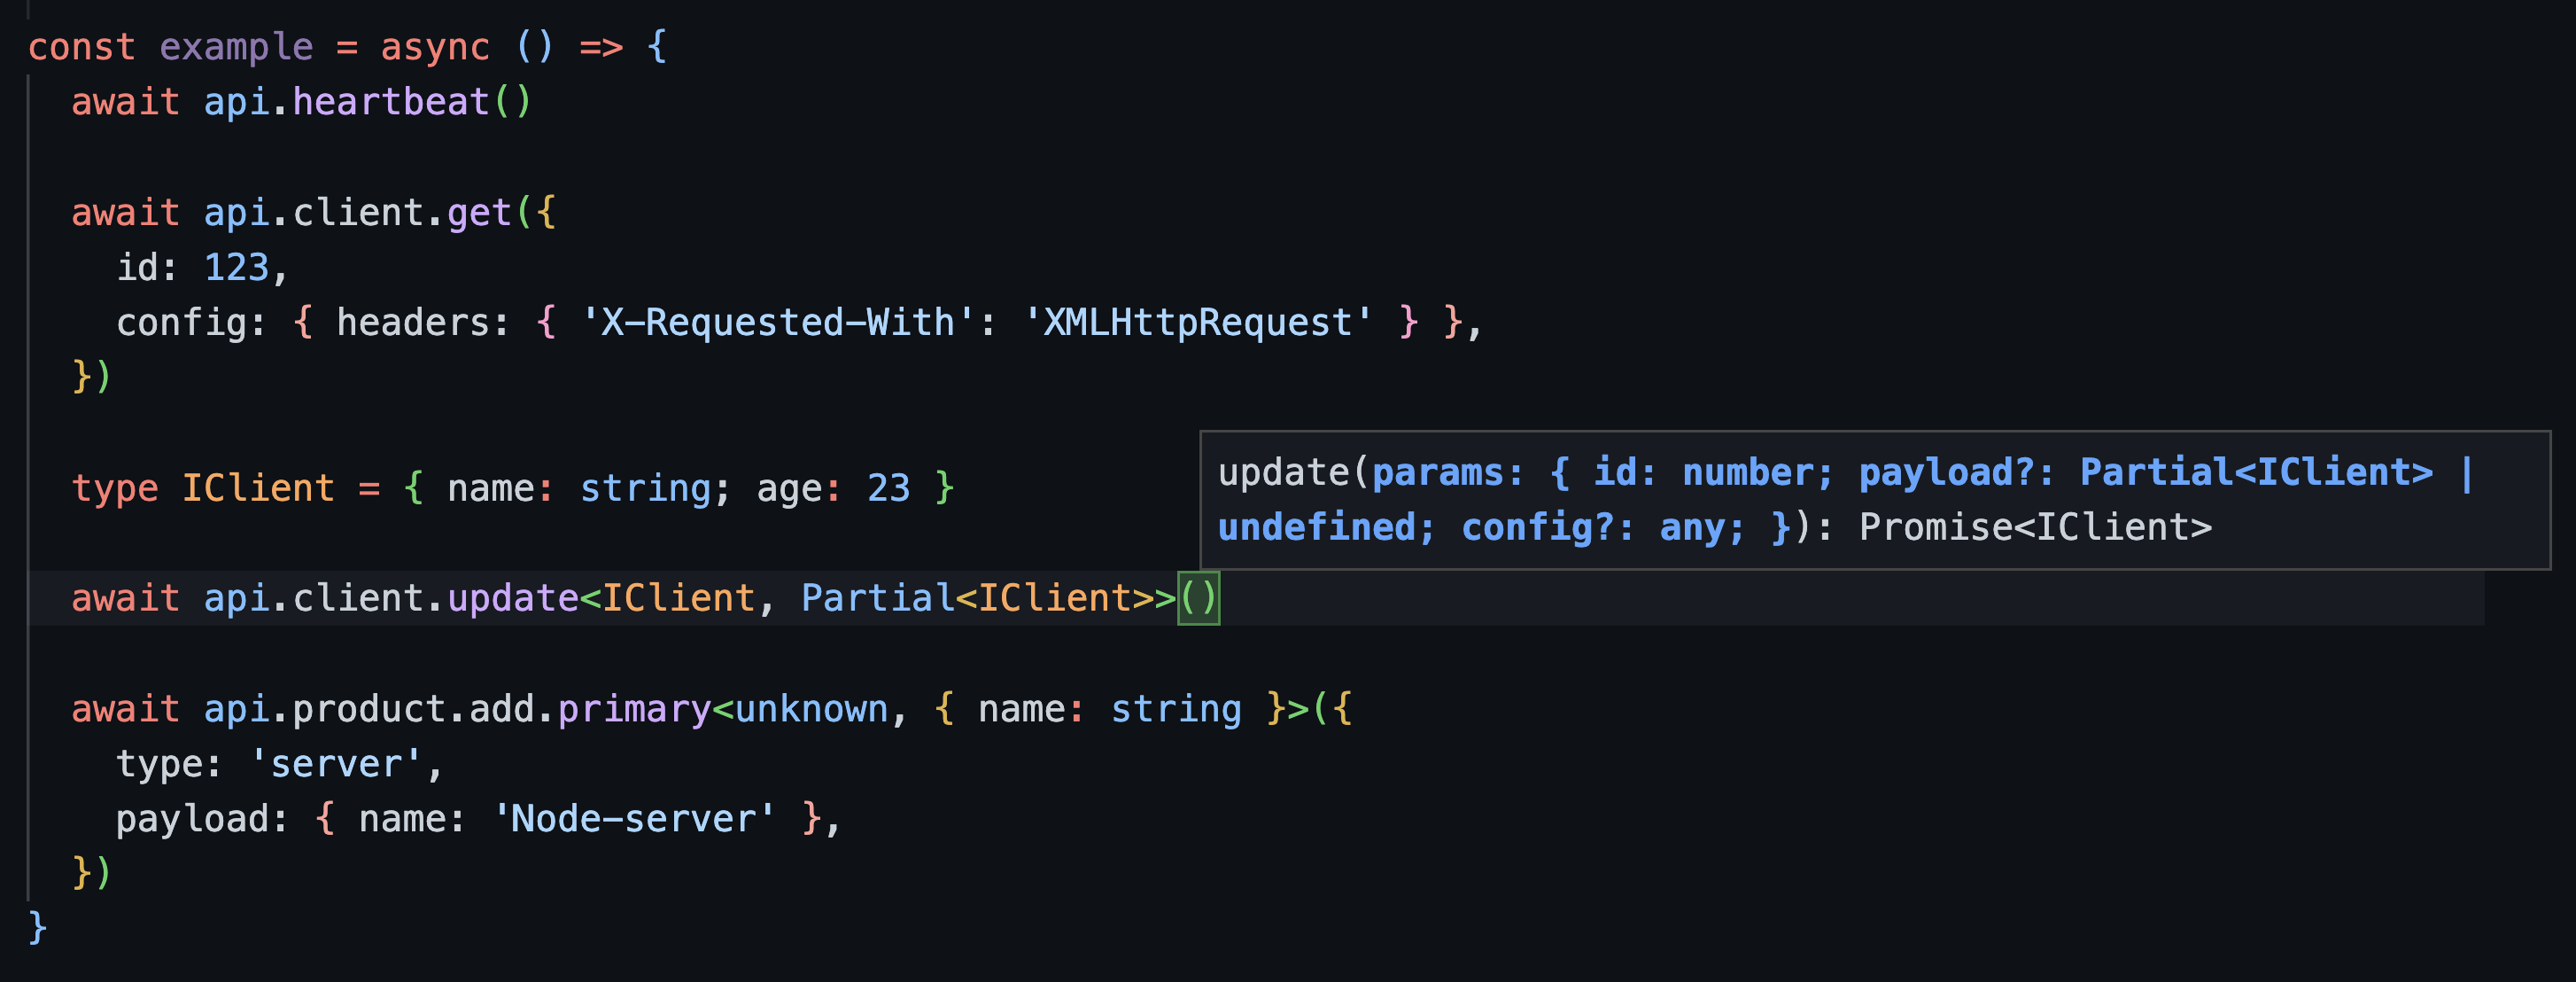 const example = async () => {
  await api.heartbeat()

  await api.client.get({
    id: 123,
    config: { headers: { 'X-Requested-With': 'XMLHttpRequest' } },
  })

  type IClient = { name: string; age: 23 }
update(params: { id: number; payload?: Partial<IClient> |
undefined; config?: any; }): Promise<IClient>

  await api.client.update<IClient, Partial<IClient>>()

  await api.product.add.primary<unknown, { name: string }>({
    type: 'server',
    payload: { name: 'Node-server' },
  })
}